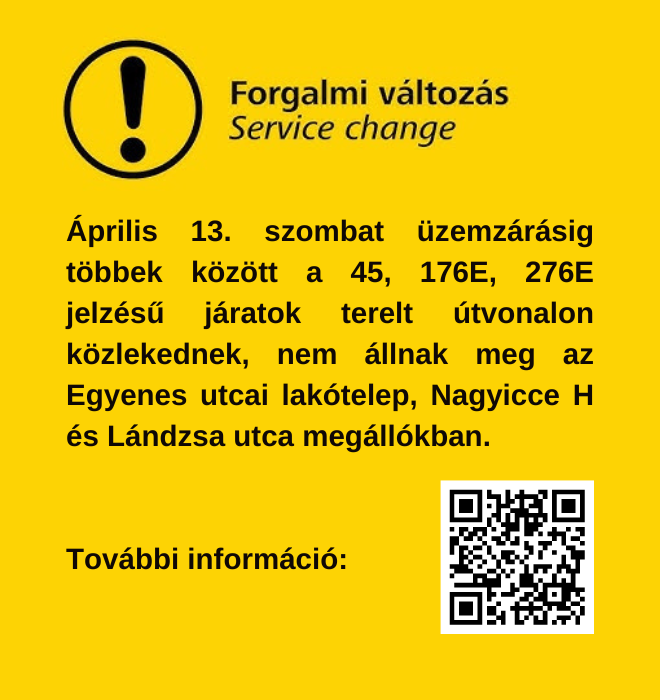 Forgalmi változás
Service change
Április 13. szombat üzemzárásig
többek között a 45, 176E, 276E
jelzésű járatok terelt útvonalon
közlekednek, nem állnak meg az
Egyenes utcai lakótelep, Nagyicce H
és Lándzsa utca megállókban.
További információ: